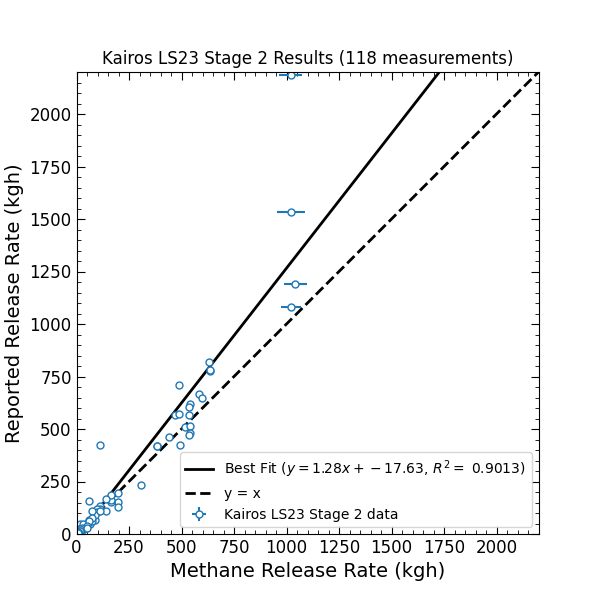 Kairos LS23 Stage 2 Results (118 measurements)
Reported Release Rate (kgh)
2000
1750
1500
1250
1000
750
500
250
0
Best Fit (y = 1.28x + −17.63, R² = 0.9013)
y = x
Kairos LS23 Stage 2 data
0 250 500 750 1000 1250 1500 1750 2000
Methane Release Rate (kgh)